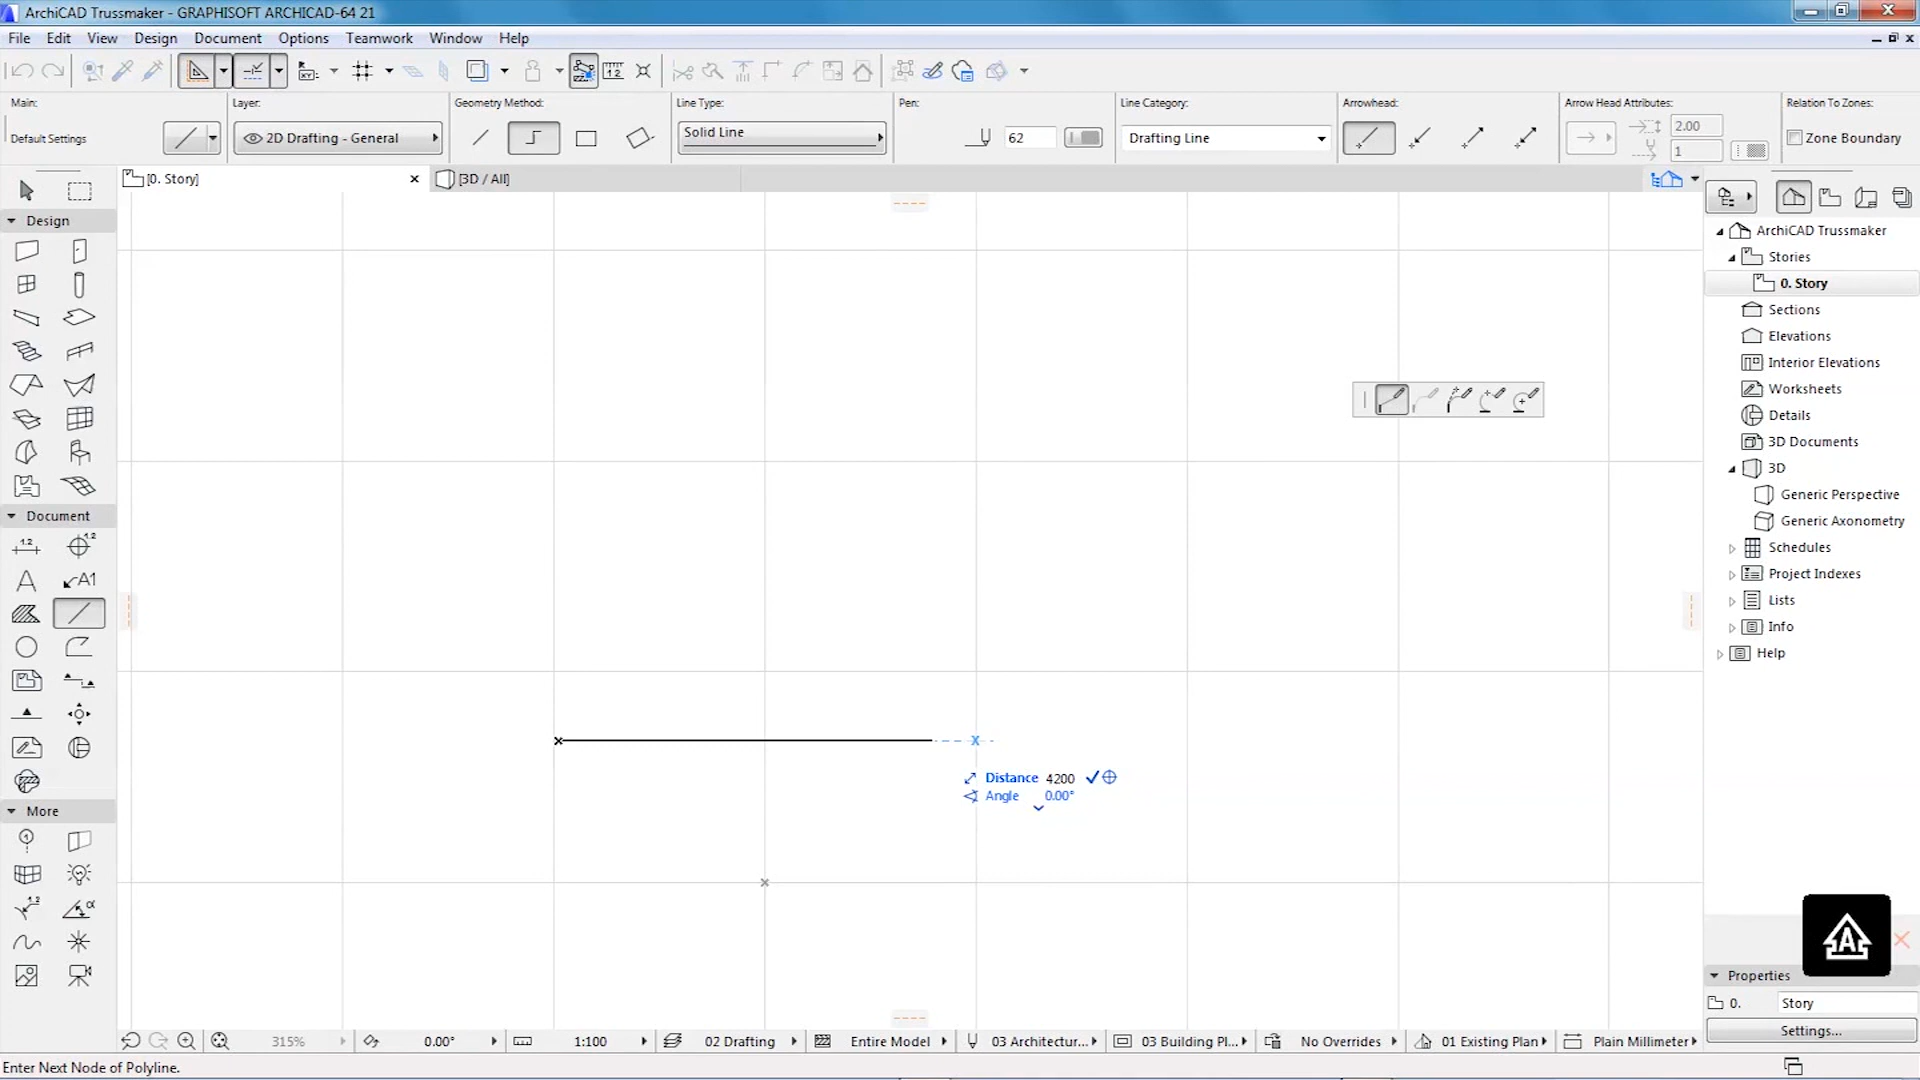 ArchiCAD Trussmaker - GRAPHISOFT ARCHICAD-64 21
File Edit View Design Document Options Teamwork Window Help
Main: Layer: Geometry Method: Line Type: Pen: Line Category: Arrowhead: Arrow Head Attributes: Relation To Zones:
Default Settings 2D Drafting - General Solid Line 62 Drafting Line 2.00 1 Zone Boundary
[0. Story] [3D / All]
Design
Document
A1
More
Distance 4200
Angle 0.00°
ArchiCAD Trussmaker
Stories
0. Story
Sections
Elevations
Interior Elevations
Worksheets
Details
3D Documents
3D
Generic Perspective
Generic Axonometry
Schedules
Project Indexes
Lists
Info
Help
Properties
0. Story
Settings...
315% 0.00° 1:100 02 Drafting Entire Model 03 Architectur... 03 Building Pl... No Overrides 01 Existing Plan Plain Millimeter
Enter Next Node of Polyline.